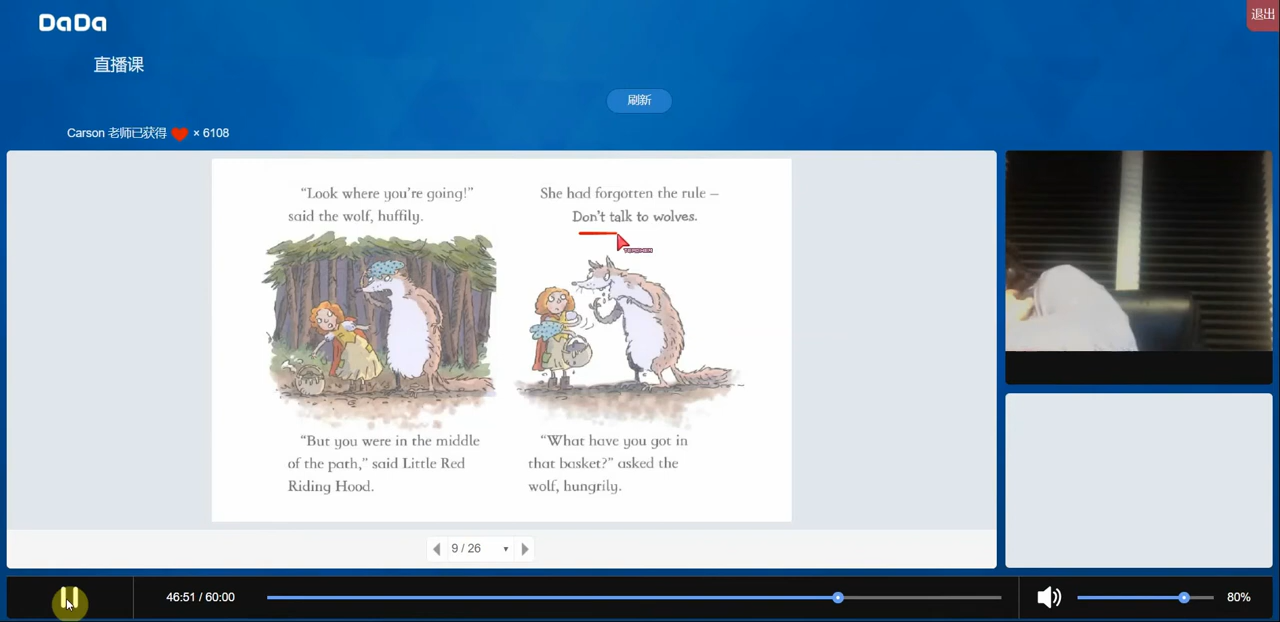 DaDa
退出
直播课
刷新
Carson 老师已获得 × 6108
"Look where you're going!"
said the wolf, huffily.
"But you were in the middle
of the path," said Little Red
Riding Hood.
She had forgotten the rule –
Don't talk to wolves.
TEACHER
"What have you got in
that basket?" asked the
wolf, hungrily.
9 / 26
46:51 / 60:00
80%